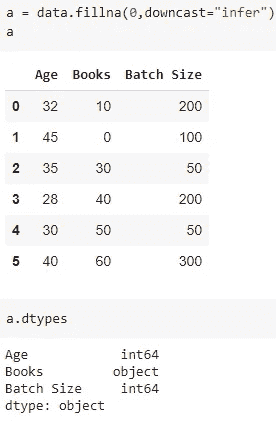 a = data.fillna(0,downcast="infer")
a
Age Books Batch Size
0 32 10 200
1 45 0 100
2 35 30 50
3 28 40 200
4 30 50 50
5 40 60 300
a.dtypes
Age int64
Books object
Batch Size int64
dtype: object